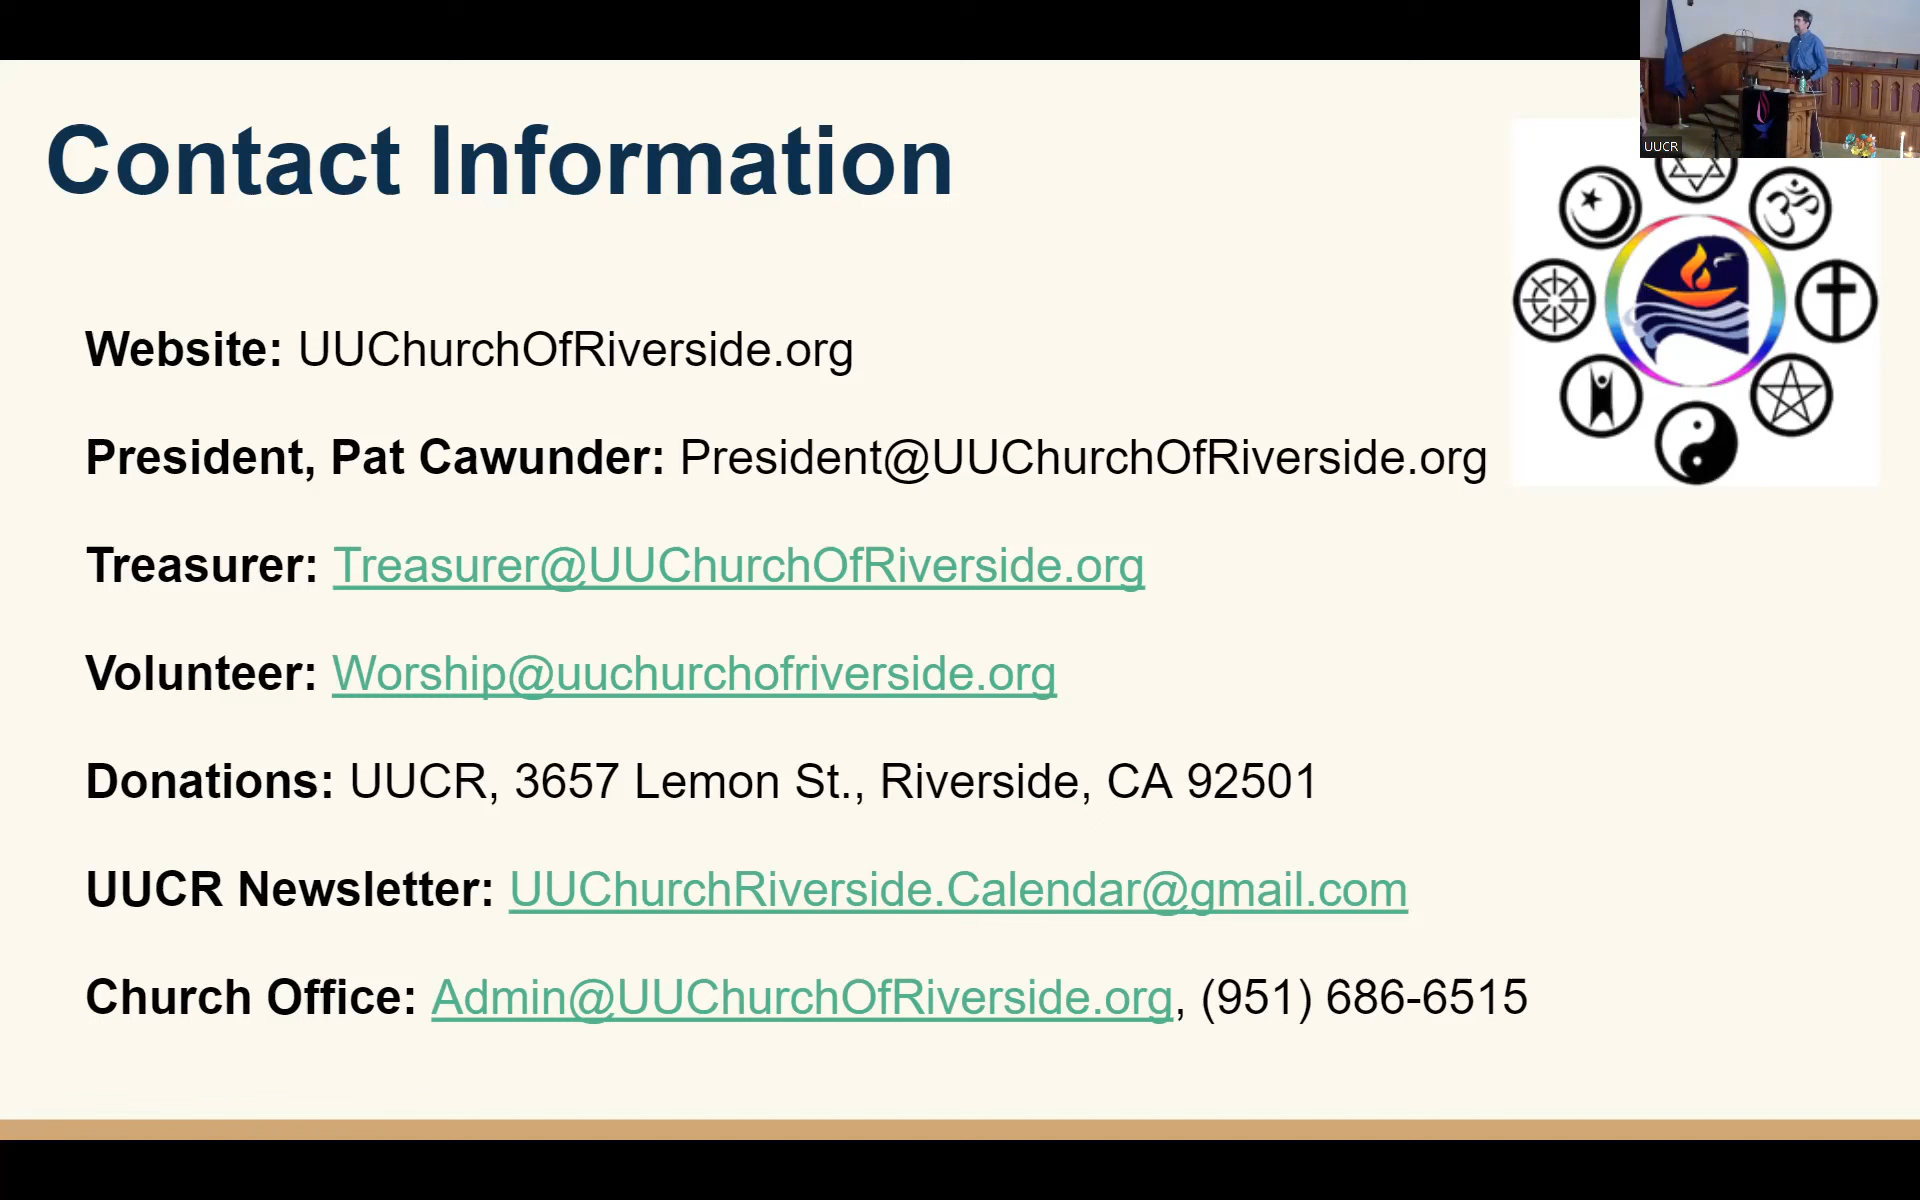 UUCR
Contact Information
Website: UUChurchOfRiverside.org
President, Pat Cawunder: President@UUChurchOfRiverside.org
Treasurer: Treasurer@UUChurchOfRiverside.org
Volunteer: Worship@uuchurchofriverside.org
Donations: UUCR, 3657 Lemon St., Riverside, CA 92501
UUCR Newsletter: UUChurchRiverside.Calendar@gmail.com
Church Office: Admin@UUChurchOfRiverside.org, (951) 686-6515